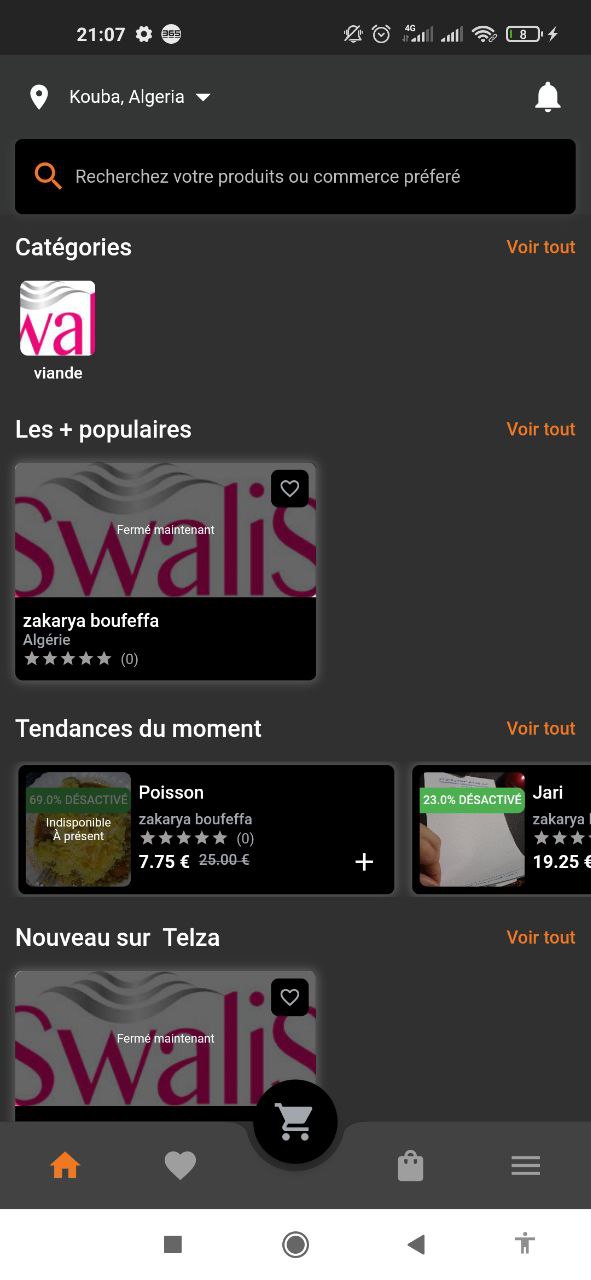 21:07
365
4G
8
Kouba, Algeria
Recherchez votre produits ou commerce préferé
Catégories
Voir tout
wal
viande
Les + populaires
Voir tout
Swalis
Fermé maintenant
zakarya boufeffa
Algérie
(0)
Tendances du moment
Voir tout
69.0% DÉSACTIVÉ
Indisponible
À présent
Poisson
zakarya boufeffa
(0)
7.75 € 25.00 €
23.0% DÉSACTIVÉ
Jari
zakarya
19.25 €
Nouveau sur Telza
Voir tout
Swalis
Fermé maintenant